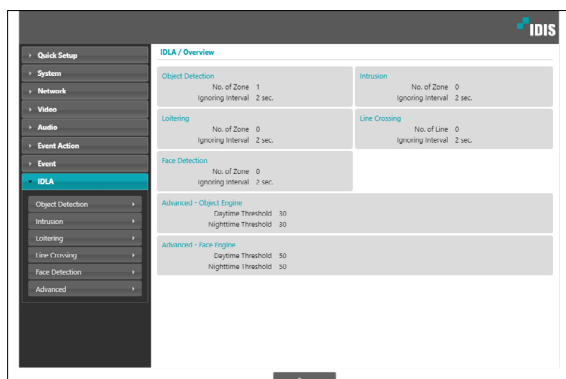 IDIS
Quick Setup
System
Network
Video
Audio
Event Action
Event
IDLA
Object Detection
Intrusion
Loitering
Line Crossing
Face Detection
Advanced
IDLA / Overview
Object Detection
No. of Zone 1
Ignoring Interval 2 sec.
Intrusion
No. of Zone 0
Ignoring Interval 2 sec.
Loitering
No. of Zone 0
Ignoring Interval 2 sec.
Line Crossing
No. of Line 0
Ignoring Interval 2 sec.
Face Detection
No. of Zone 0
Ignoring Interval 2 sec.
Advanced - Object Engine
Daytime Threshold 30
Nighttime Threshold 30
Advanced - Face Engine
Daytime Threshold 50
Nighttime Threshold 50